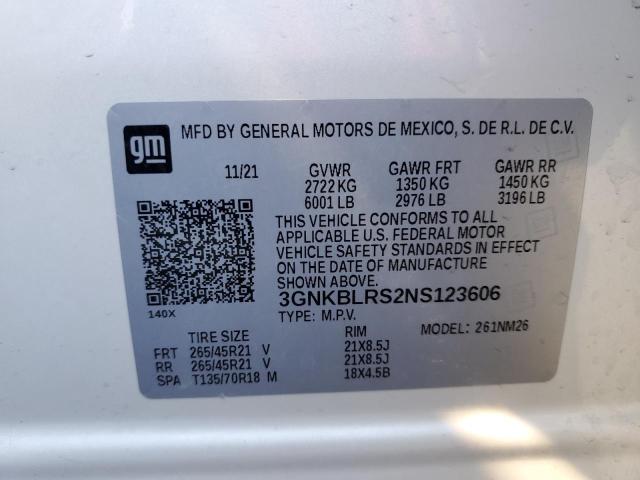 gm
MFD BY GENERAL MOTORS DE MEXICO, S. DE R.L. DE C.V.
11/21 GVWR GAWR FRT GAWR RR
2722 KG 1350 KG 1450 KG
6001 LB 2976 LB 3196 LB
THIS VEHICLE CONFORMS TO ALL
APPLICABLE U.S. FEDERAL MOTOR
VEHICLE SAFETY STANDARDS IN EFFECT
ON THE DATE OF MANUFACTURE
SHOWN ABOVE.
3GNKBLRS2NS123606
140X
TYPE: M.P.V. MODEL: 261NM26
TIRE SIZE RIM
FRT 265/45R21 V 21X8.5J
RR 265/45R21 V 21X8.5J
SPA T135/70R18 M 18X4.5B